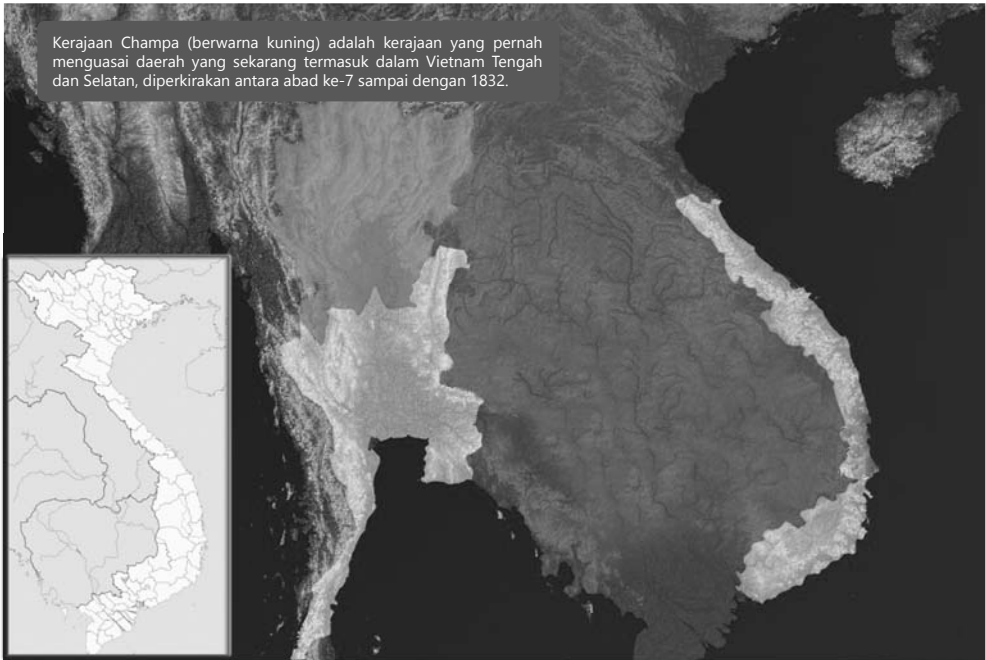 Kerajaan Champa (berwarna kuning) adalah kerajaan yang pernah
menguasai daerah yang sekarang termasuk dalam Vietnam Tengah
dan Selatan, diperkirakan antara abad ke-7 sampai dengan 1832.